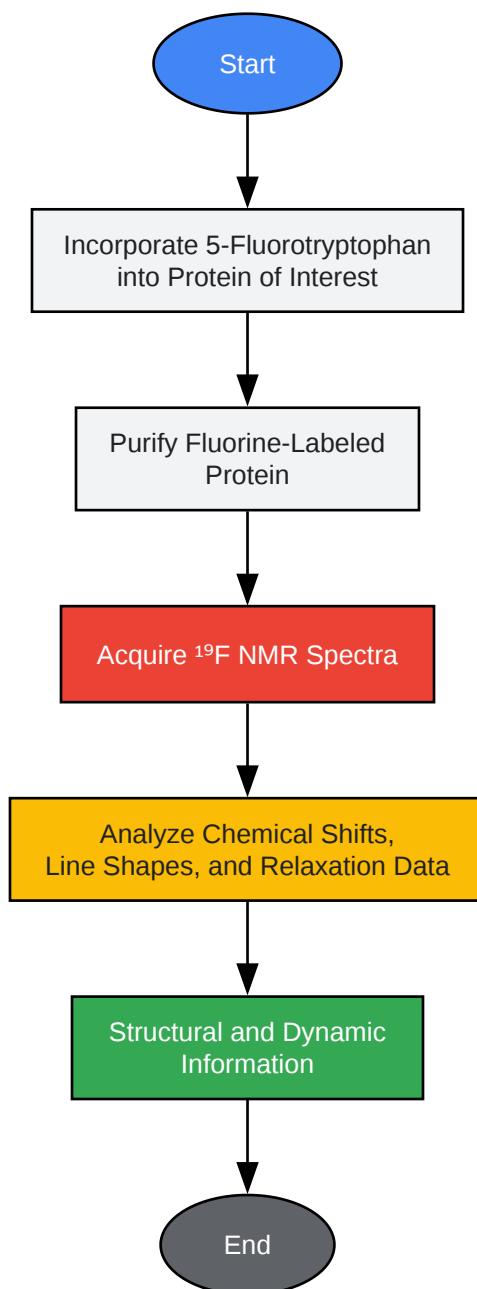 Start
Incorporate 5-Fluorotryptophan
into Protein of Interest
Purify Fluorine-Labeled
Protein
Acquire ¹⁹F NMR Spectra
Analyze Chemical Shifts,
Line Shapes, and Relaxation Data
Structural and Dynamic
Information
End